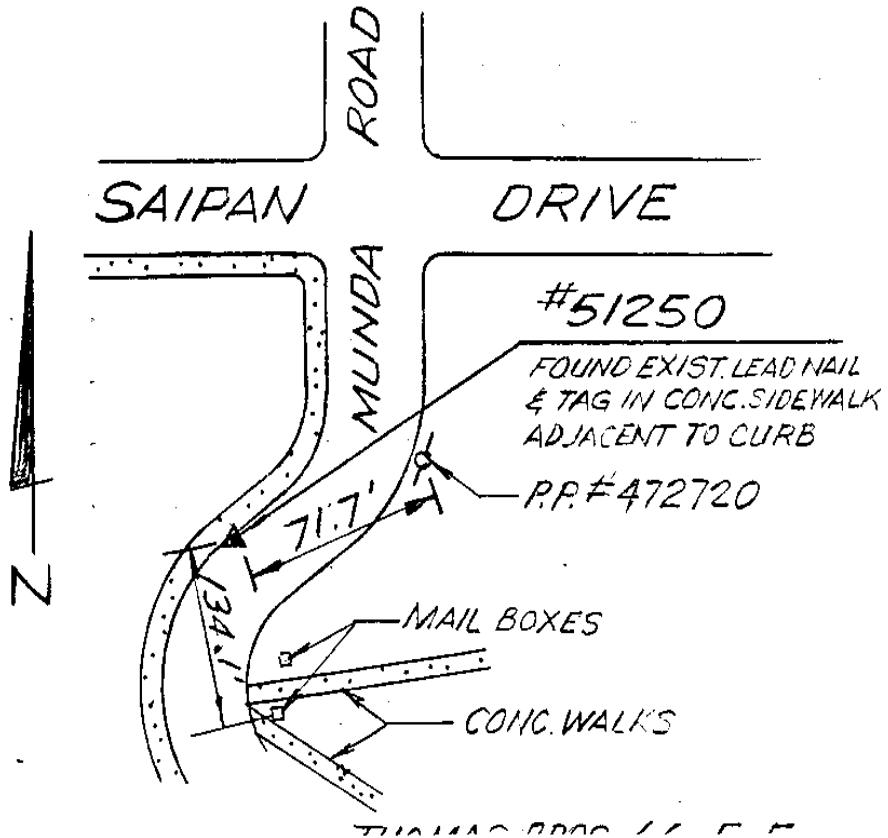 ROAD
SAIPAN DRIVE
MUNDA
#51250
FOUND EXIST. LEAD NAIL
& TAG IN CONC. SIDEWALK
ADJACENT TO CURB
P.P. #472720
71.7'
N
134.1'
MAIL BOXES
CONC. WALKS